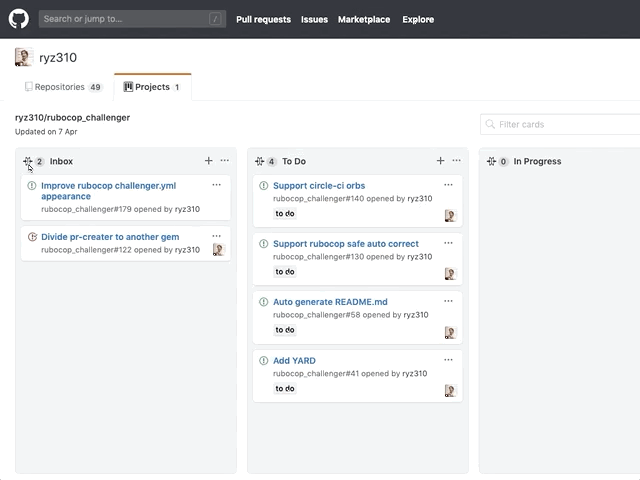 Search or jump to... /
Pull requests Issues Marketplace Explore
ryz310
Repositories 49 Projects 1
ryz310/rubocop_challenger
Updated on 7 Apr
Filter cards
2 Inbox
Improve rubocop challenger.yml
appearance
rubocop_challenger#179 opened by ryz310
Divide pr-creater to another gem
rubocop_challenger#122 opened by ryz310
4 To Do
Support circle-ci orbs
rubocop_challenger#140 opened by ryz310
to do
Support rubocop safe auto correct
rubocop_challenger#130 opened by ryz310
to do
Auto generate README.md
rubocop_challenger#58 opened by ryz310
to do
Add YARD
rubocop_challenger#41 opened by ryz310
to do
0 In Progress